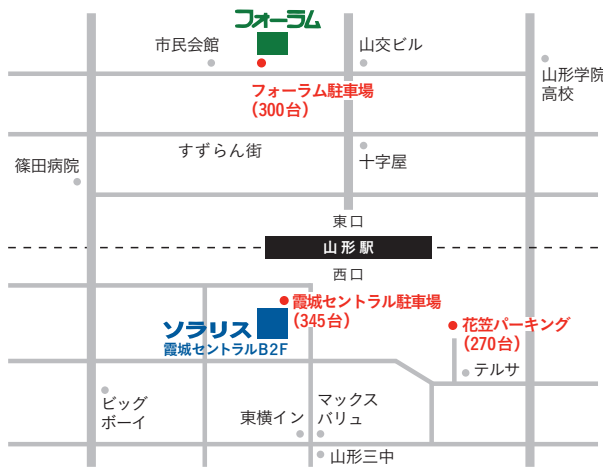 フォーラム
市民会館
山交ビル
山形学院
高校
フォーラム駐車場
(300台)
すずらん街
十字屋
篠田病院
東口
山形駅
西口
霞城セントラル駐車場
(345台)
ソラリス
霞城セントラルB2F
花笠パーキング
(270台)
テルサ
ビッグ
ボーイ
東横イン
マックス
バリュ
山形三中